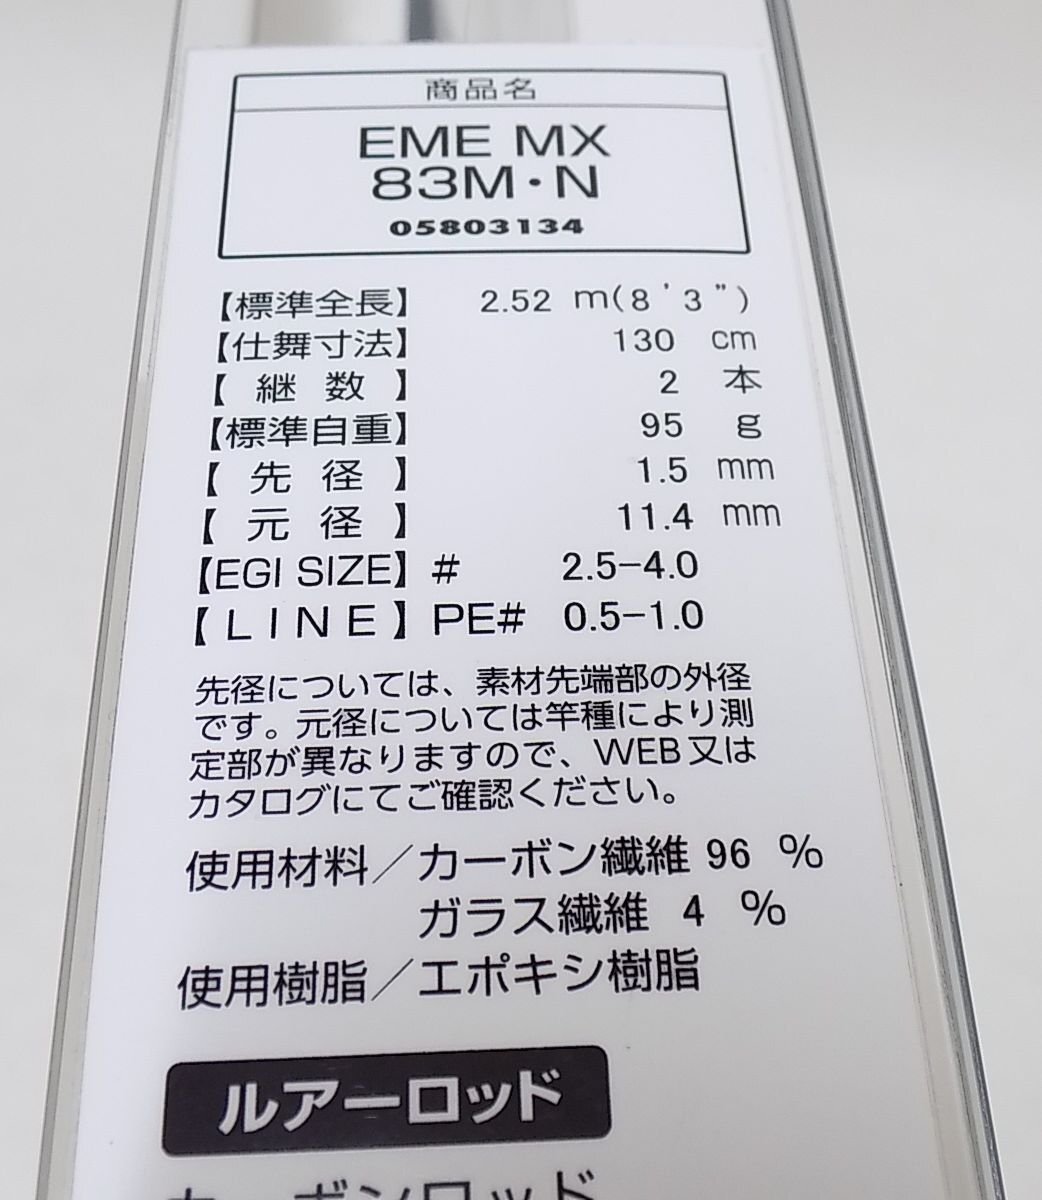 商品名
EME MX
83M・N
05803134
【標準全長】 2.52 m(8'3")
【仕舞寸法】 130 cm
【継数】 2 本
【標準自重】 95 g
【先径】 1.5 mm
【元径】 11.4 mm
【EGI SIZE】# 2.5-4.0
【LINE】PE# 0.5-1.0
先径については、素材先端部の外径
です。元径については竿種により測
定部が異なりますので、WEB又は
カタログにてご確認ください。
使用材料／カーボン繊維 96 %
ガラス繊維 4 %
使用樹脂／エポキシ樹脂
ルアーロッド
カーボンロッド